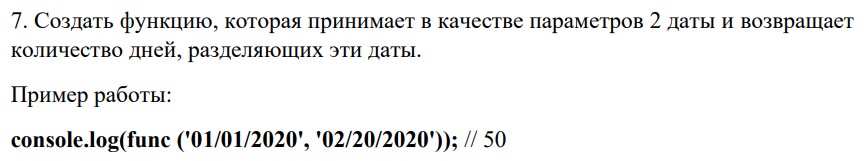 7. Создать функцию, которая принимает в качестве параметров 2 даты и возвращает
количество дней, разделяющих эти даты.
Пример работы:
console.log(func ('01/01/2020', '02/20/2020')); // 50